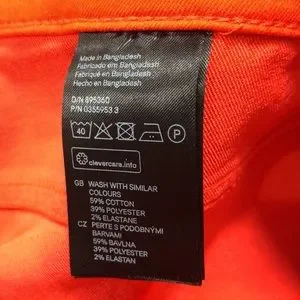 Made in Bangladesh
Fabricado em Bangladesh
Fabriqué en Bangladesh
Hecho en Bangladesh
D/N 895360
P/N 0355953 3
40 P
clevercare.info
GB WASH WITH SIMILAR
COLOURS
59% COTTON
39% POLYESTER
2% ELASTANE
CZ PERTE S PODOBNÝMI
BARVAMI
59% BAVLNA
39% POLYESTER
2% ELASTAN